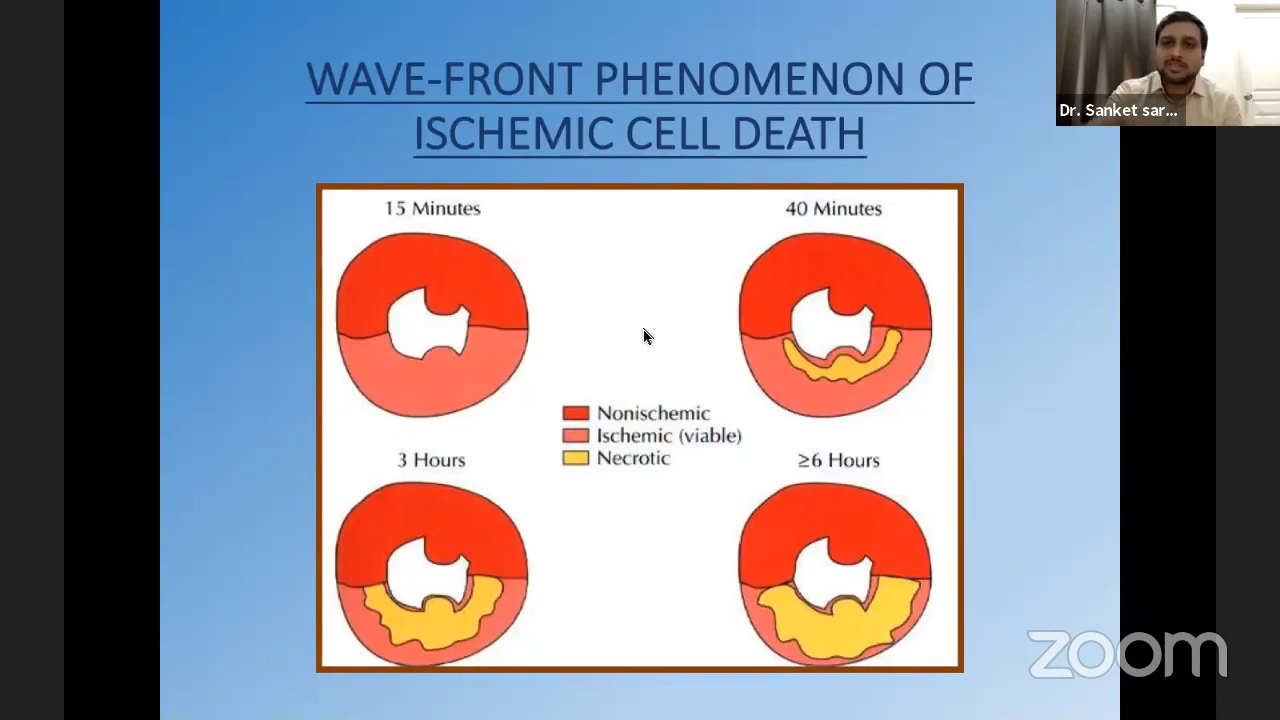 WAVE-FRONT PHENOMENON OF
ISCHEMIC CELL DEATH
Dr. Sanket sar...
15 Minutes
40 Minutes
Nonischemic
Ischemic (viable)
Necrotic
3 Hours
≥6 Hours
zoom